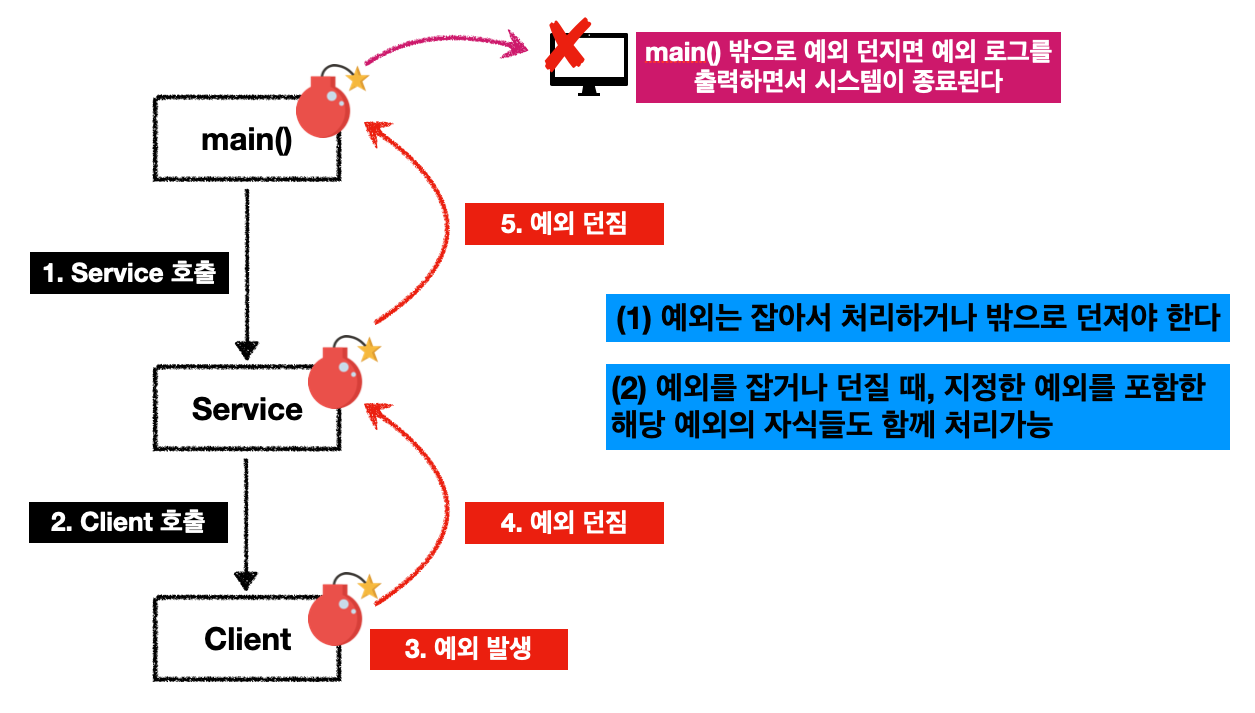 main() 밖으로 예외 던지면 예외 로그를
출력하면서 시스템이 종료된다
main()
5. 예외 던짐
1. Service 호출
(1) 예외는 잡아서 처리하거나 밖으로 던져야 한다
(2) 예외를 잡거나 던질 때, 지정한 예외를 포함한
해당 예외의 자식들도 함께 처리가능
Service
2. Client 호출
4. 예외 던짐
Client
3. 예외 발생